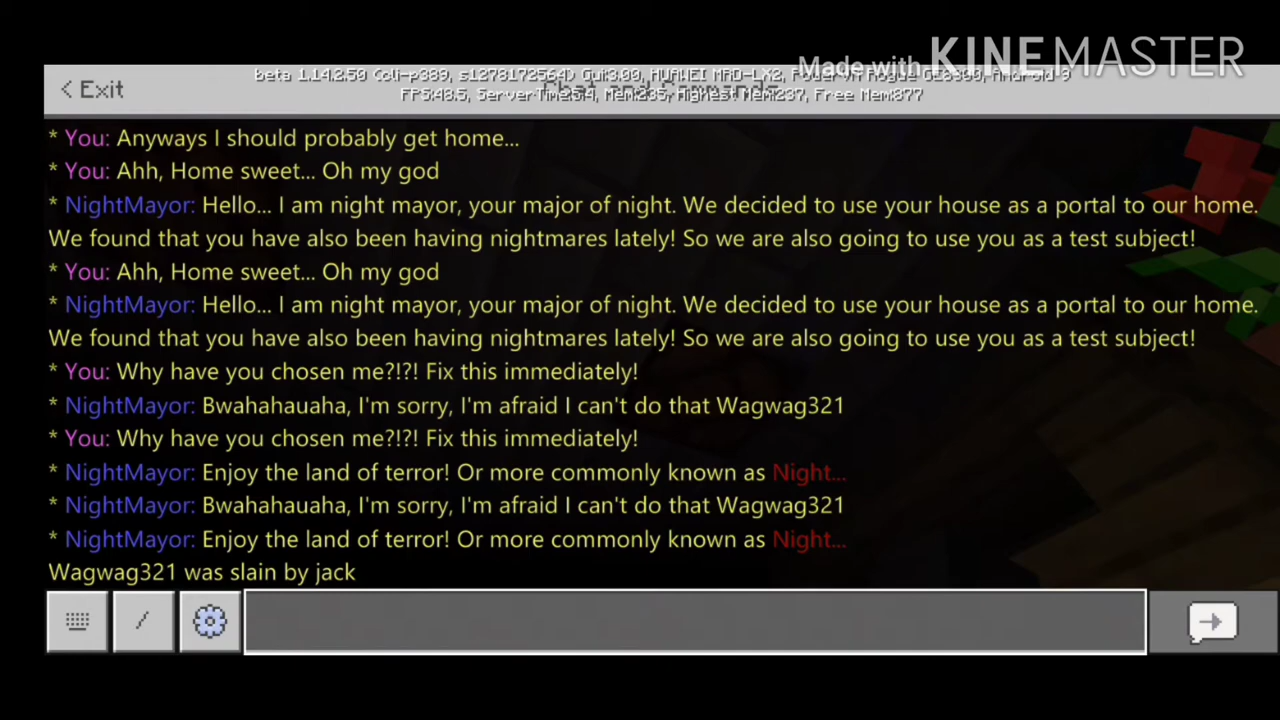 Made with KINEMASTER
beta 1.14.2.50
HUAWEI
< Exit
* You: Anyways I should probably get home...
* You: Ahh, Home sweet... Oh my god
* NightMayor: Hello... I am night mayor, your major of night. We decided to use your house as a portal to our home.
We found that you have also been having nightmares lately! So we are also going to use you as a test subject!
* You: Ahh, Home sweet... Oh my god
* NightMayor: Hello... I am night mayor, your major of night. We decided to use your house as a portal to our home.
We found that you have also been having nightmares lately! So we are also going to use you as a test subject!
* You: Why have you chosen me?!?! Fix this immediately!
* NightMayor: Bwahahauaha, I'm sorry, I'm afraid I can't do that Wagwag321
* You: Why have you chosen me?!?! Fix this immediately!
* NightMayor: Enjoy the land of terror! Or more commonly known as Night...
* NightMayor: Bwahahauaha, I'm sorry, I'm afraid I can't do that Wagwag321
* NightMayor: Enjoy the land of terror! Or more commonly known as Night...
Wagwag321 was slain by jack
/